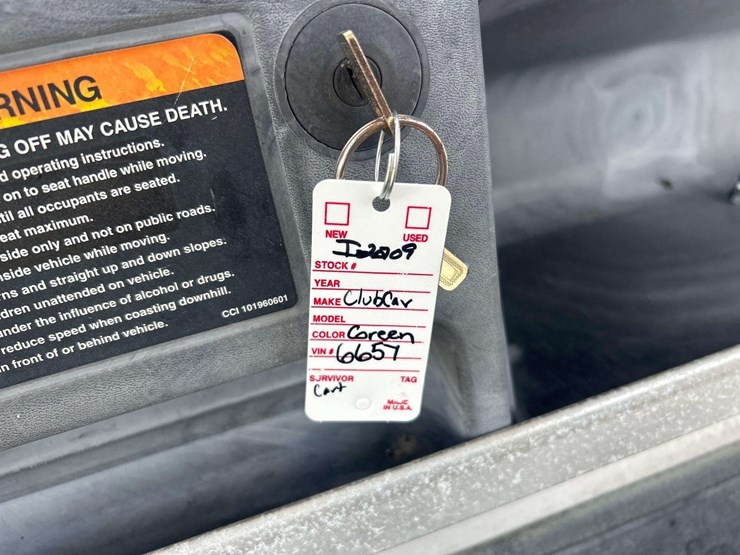 RNING
G OFF MAY CAUSE DEATH.
d operating instructions.
on to seat handle while moving.
til all occupants are seated.
eat maximum.
side only and not on public roads.
side vehicle while moving.
ns and straight up and down slopes.
dren unattended on vehicle.
nder the influence of alcohol or drugs.
reduce speed when coasting downhill.
n front of or behind vehicle.
CCI 101960601
NEW USED
STOCK #
YEAR
MAKE ClubCar
MODEL
COLOR Green
VIN # 6657
SURVIVOR TAG
Cart
MADE
IN U.S.A.